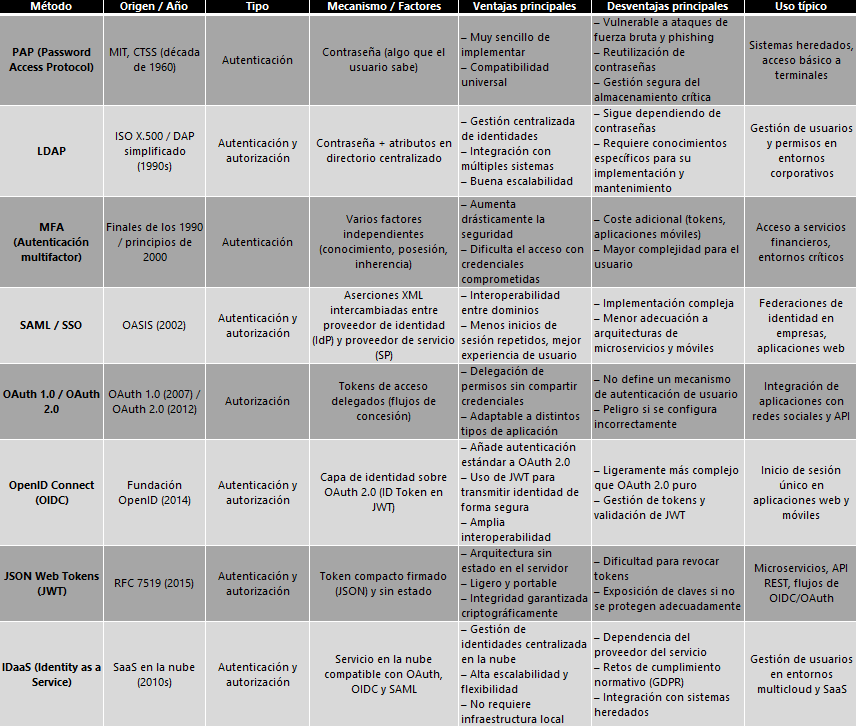 Método Origen / Año Tipo Mecanismo / Factores Ventajas principales Desventajas principales Uso típico
PAP (Password
Access Protocol)
MIT, CTSS (década
de 1960)
Autenticación
Contraseña (algo que el
usuario sabe)
– Muy sencillo de
implementar
– Compatibilidad
universal
– Vulnerable a ataques de
fuerza bruta y phishing
– Reutilización de
contraseñas
– Gestión segura del
almacenamiento crítica
Sistemas heredados,
acceso básico a
terminales
LDAP
ISO X.500 / DAP
simplificado
(1990s)
Autenticación y
autorización
Contraseña + atributos en
directorio centralizado
– Gestión centralizada
de identidades
– Integración con
múltiples sistemas
– Buena escalabilidad
– Sigue dependiendo de
contraseñas
– Requiere conocimientos
específicos para su
implementación y
mantenimiento
Gestión de usuarios
y permisos en
entornos
corporativos
MFA
(Autenticación
multifactor)
Finales de los 1990
/ principios de
2000
Autenticación
Varios factores
independientes
(conocimiento, posesión,
inherencia)
– Aumenta
drásticamente la
seguridad
– Dificulta el acceso con
credenciales
comprometidas
– Coste adicional (tokens,
aplicaciones móviles)
– Mayor complejidad para el
usuario
Acceso a servicios
financieros,
entornos críticos
SAML / SSO
OASIS (2002)
Autenticación y
autorización
Aserciones XML
intercambiadas entre
proveedor de identidad
(IdP) y proveedor de servicio
(SP)
– Interoperabilidad
entre dominios
– Menos inicios de
sesión repetidos, mejor
experiencia de usuario
– Implementación compleja
– Menor adecuación a
arquitecturas de
microservicios y móviles
Federaciones de
identidad en
empresas,
aplicaciones web
OAuth 1.0 / OAuth
2.0
OAuth 1.0 (2007) /
OAuth 2.0 (2012)
Autorización
Tokens de acceso
delegados (flujos de
concesión)
– Delegación de
permisos sin compartir
credenciales
– Adaptable a distintos
tipos de aplicación
– No define un mecanismo
de autenticación de usuario
– Peligro si se configura
incorrectamente
Integración de
aplicaciones con
redes sociales y API
OpenID Connect
(OIDC)
Fundación
OpenID (2014)
Autenticación y
autorización
Capa de identidad sobre
OAuth 2.0 (ID Token en
JWT)
– Añade autenticación
estándar a OAuth 2.0
– Uso de JWT para
transmitir identidad de
forma segura
– Amplia
interoperabilidad
– Ligeramente más complejo
que OAuth 2.0 puro
– Gestión de tokens y
validación de JWT
Inicio de sesión
único en
aplicaciones web y
móviles
JSON Web Tokens
(JWT)
RFC 7519 (2015)
Autenticación y
autorización
Token compacto firmado
(JSON) y sin estado
– Arquitectura sin
estado en el servidor
– Ligero y portable
– Integridad garantizada
criptográficamente
– Dificultad para revocar
tokens
– Exposición de claves si no
se protegen adecuadamente
Microservicios, API
REST, flujos de
OIDC/OAuth
IDaaS (Identity as a
Service)
SaaS en la nube
(2010s)
Autenticación y
autorización
Servicio en la nube
compatible con OAuth,
OIDC y SAML
– Gestión de
identidades centralizada
en la nube
– Alta escalabilidad y
flexibilidad
– No requiere
infraestructura local
– Dependencia del
proveedor del servicio
– Retos de cumplimiento
normativo (GDPR)
– Integración con sistemas
heredados
Gestión de usuarios
en entornos
multicloud y SaaS